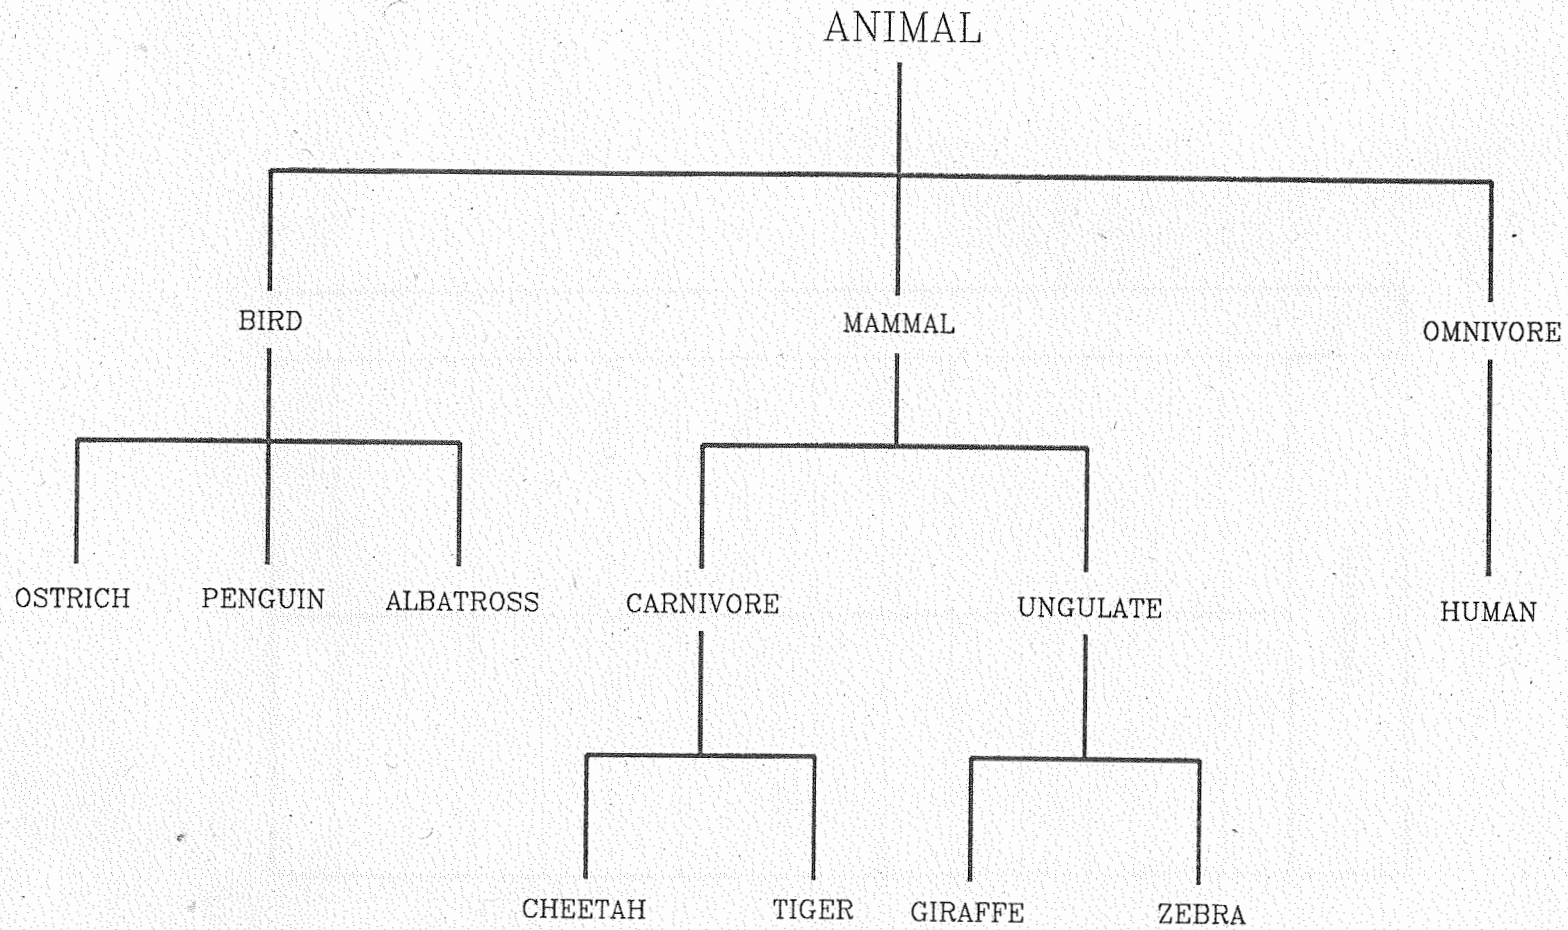 ANIMAL
BIRD
MAMMAL
OMNIVORE
OSTRICH
PENGUIN
ALBATROSS
CARNIVORE
UNGULATE
HUMAN
CHEETAH
TIGER
GIRAFFE
ZEBRA